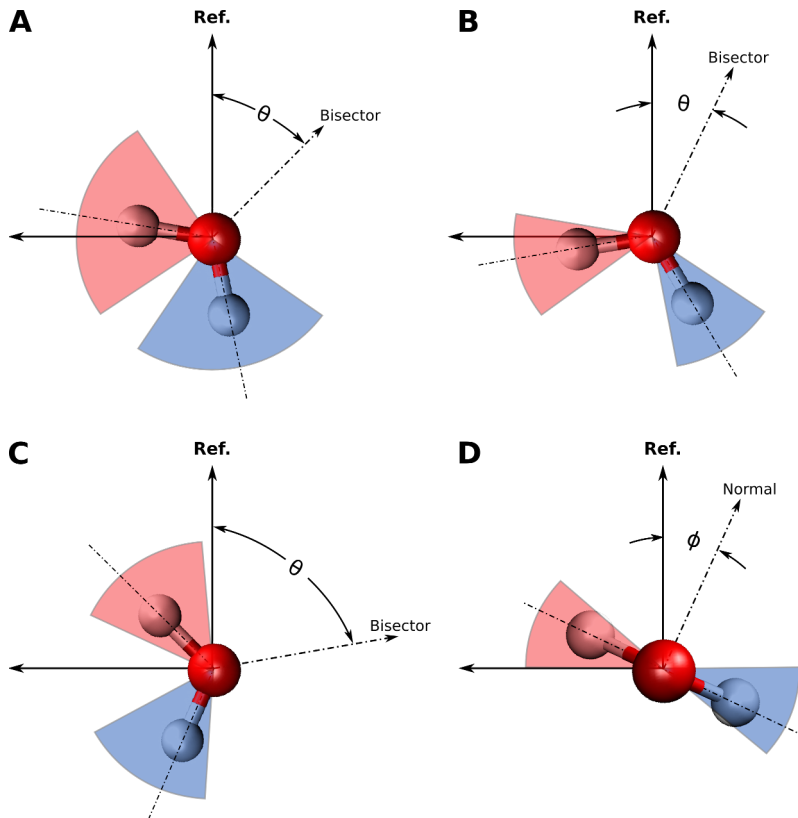 A
Ref.
θ
Bisector
B
Ref.
Bisector
θ
C
Ref.
θ
Bisector
D
Ref.
Normal
ϕ